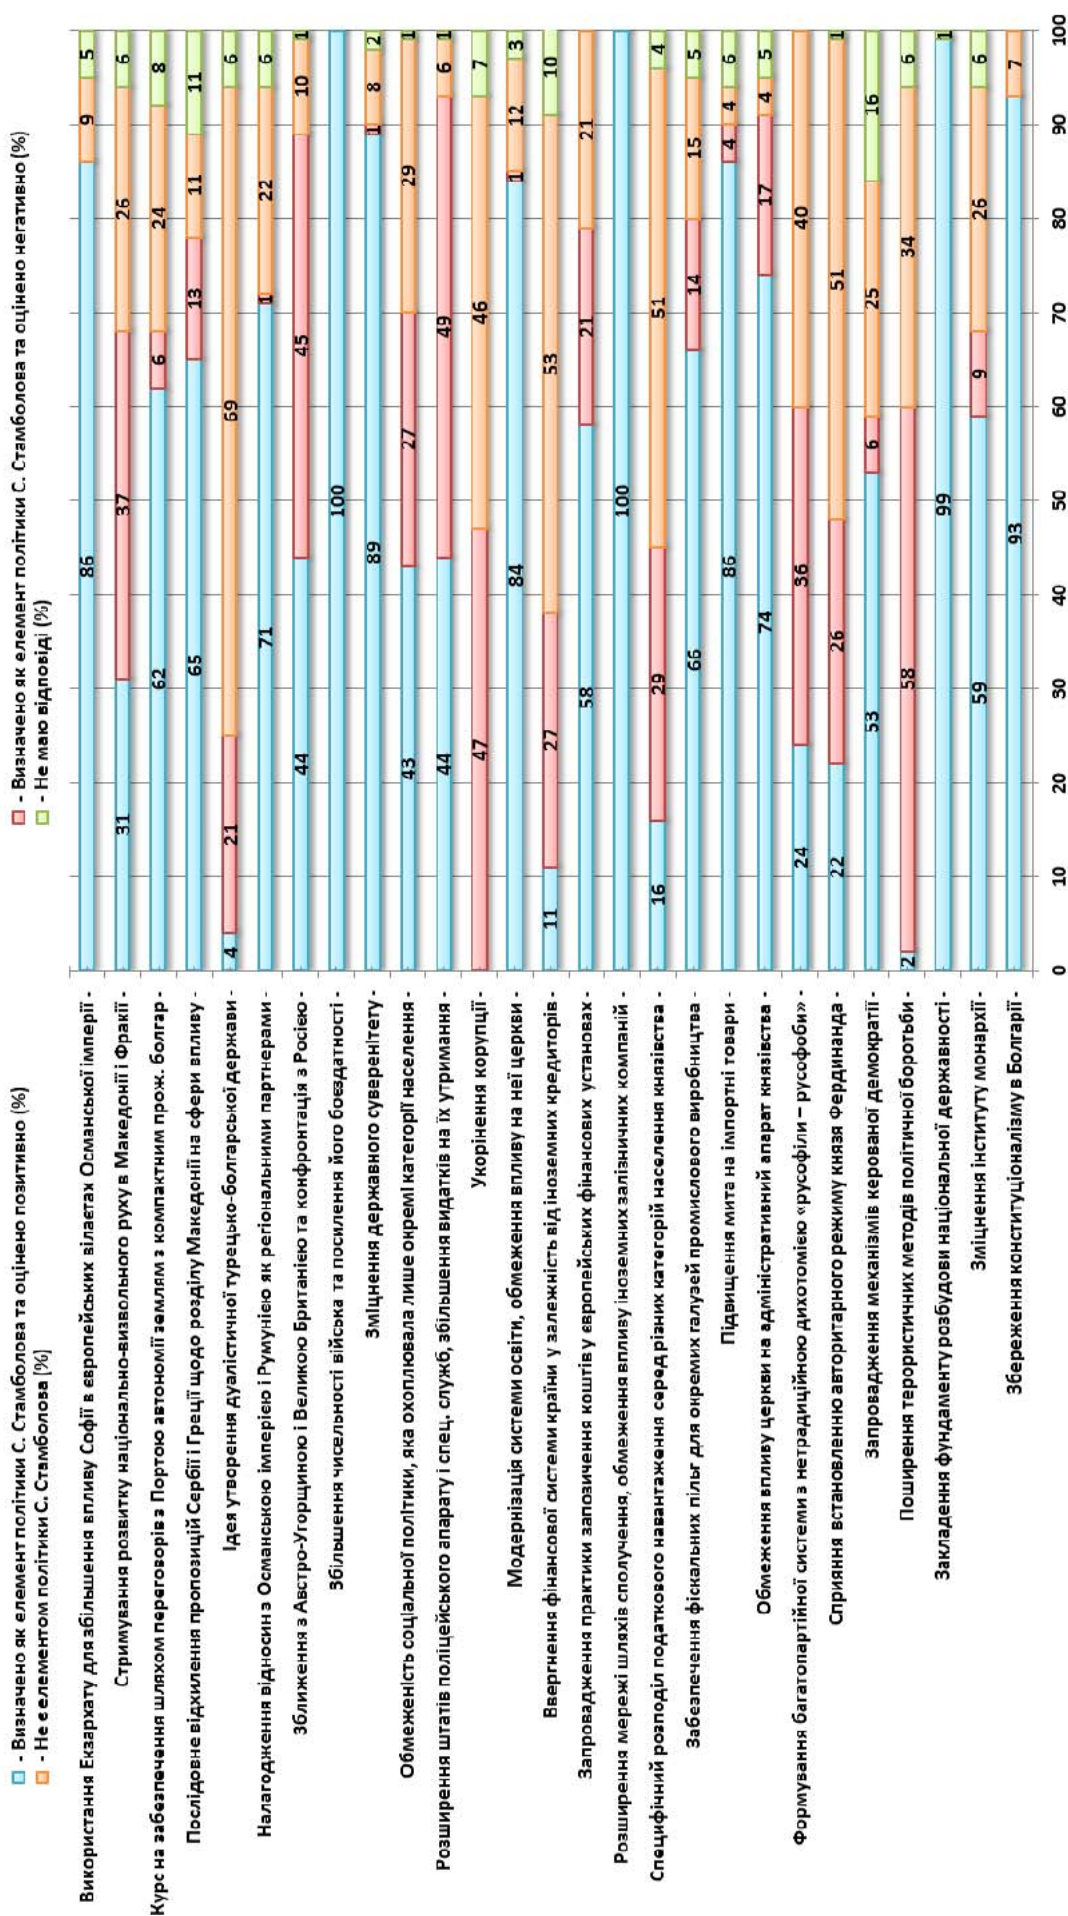 - Визначено як елемент політики С. Стамболова та оцінено позитивно (%)
- Визначено як елемент політики С. Стамболова та оцінено негативно (%)
- Не є елементом політики С. Стамболова (%)
- Не маю відповіді (%)
Використання Екзархату для збільшення впливу Софії в європейських вілаєтах Османської імперії - 86 9 5
Стримування розвитку національно-визвольного руху в Македонії і Фракії - 31 37 26 6
Курс на забезпечення шляхом переговорів з Портою автономії землям з компактним прож. болгар - 62 6 24 8
Послідовне відхилення пропозицій Сербії і Греції щодо розділу Македонії на сфери впливу - 65 13 11 11
Ідея утворення дуалістичної турецько-болгарської держави - 4 21 69 6
Налагодження відносин з Османською імперією і Румунією як регіональними партнерами - 71 1 22 6
Зближення з Австро-Угорщиною і Великою Британією та конфронтація з Росією - 44 45 10 1
Збільшення чисельності війська та посилення його боєздатності - 100
Зміцнення державного суверенітету - 89 1 8 2
Обмеженість соціальної політики, яка охоплювала лише окремі категорії населення - 43 27 29 1
Розширення штатів поліцейського апарату і спец. служб, збільшення видатків на їх утримання - 44 49 6 1
Укорінення корупції - 47 46 7
Модернізація системи освіти, обмеження впливу на неї церкви - 84 1 12 3
Ввергнення фінансової системи країни у залежність від іноземних кредиторів - 11 27 53 10
Запровадження практики запозичення коштів у європейських фінансових установах - 58 21 21
Розширення мережі шляхів сполучення, обмеження впливу іноземних залізничних компаній - 100
Специфічний розподіл податкового навантаження серед різних категорій населення князівства - 16 29 51 4
Забезпечення фіскальних пільг для окремих галузей промислового виробництва - 66 14 15 5
Підвищення мита на імпортні товари - 86 4 4 6
Обмеження впливу церкви на адміністративний апарат князівства - 74 17 4 5
Формування багатопартійної системи з нетрадиційною дихотомією «русофіли – русофоби» - 24 36 40
Сприяння встановленню авторитарного режиму князя Фердинанда - 22 26 51 1
Запровадження механізмів керованої демократії - 53 6 25 16
Поширення терористичних методів політичної боротьби - 2 58 34 6
Закладення фундаменту розбудови національної державності - 99 1
Зміцнення інституту монархії - 59 9 26 6
Збереження конституціоналізму в Болгарії - 93 7
0 10 20 30 40 50 60 70 80 90 100